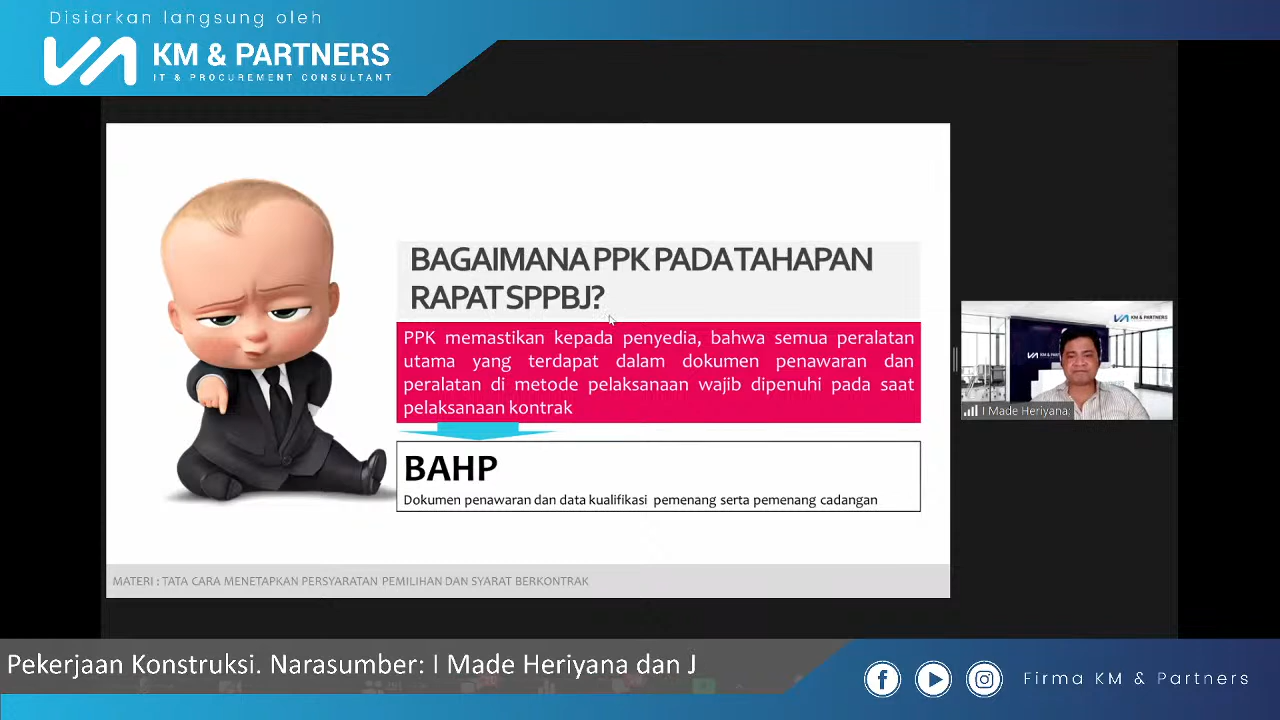 Disiarkan langsung oleh
KM & PARTNERS
IT & PROCUREMENT CONSULTANT
BAGAIMANA PPK PADA TAHAPAN
RAPAT SPPBJ?
PPK memastikan kepada penyedia, bahwa semua peralatan
utama yang terdapat dalam dokumen penawaran dan
peralatan di metode pelaksanaan wajib dipenuhi pada saat
pelaksanaan kontrak
BAHP
Dokumen penawaran dan data kualifikasi pemenang serta pemenang cadangan
MATERI : TATA CARA MENETAPKAN PERSYARATAN PEMILIHAN DAN SYARAT BERKONTRAK
KM & PARTNERS
I Made Heriyana:
Pekerjaan Konstruksi. Narasumber: I Made Heriyana dan J
Firma KM & Partners